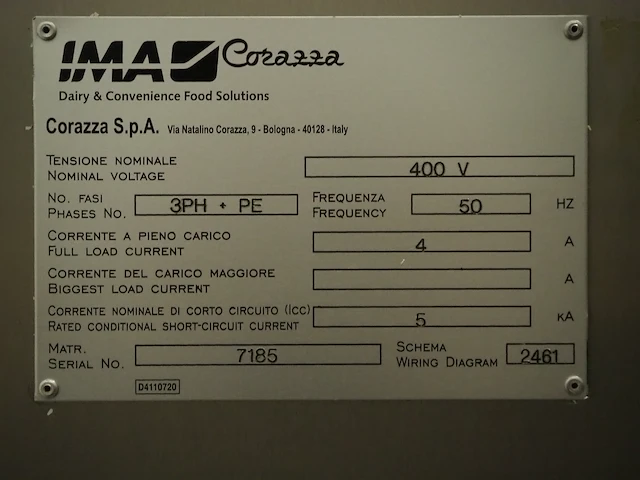 IMA Corazza
Dairy & Convenience Food Solutions
Corazza S.p.A. Via Natalino Corazza, 9 - Bologna - 40128 - Italy
TENSIONE NOMINALE
NOMINAL VOLTAGE 400 V
NO. FASI
PHASES NO. 3PH + PE
FREQUENZA
FREQUENCY 50 HZ
CORRENTE A PIENO CARICO
FULL LOAD CURRENT 4 A
CORRENTE DEL CARICO MAGGIORE
BIGGEST LOAD CURRENT A
CORRENTE NOMINALE DI CORTO CIRCUITO (ICC)
RATED CONDITIONAL SHORT-CIRCUIT CURRENT 5 KA
MATR.
SERIAL NO. 7185
SCHEMA
WIRING DIAGRAM 2461
D4110720